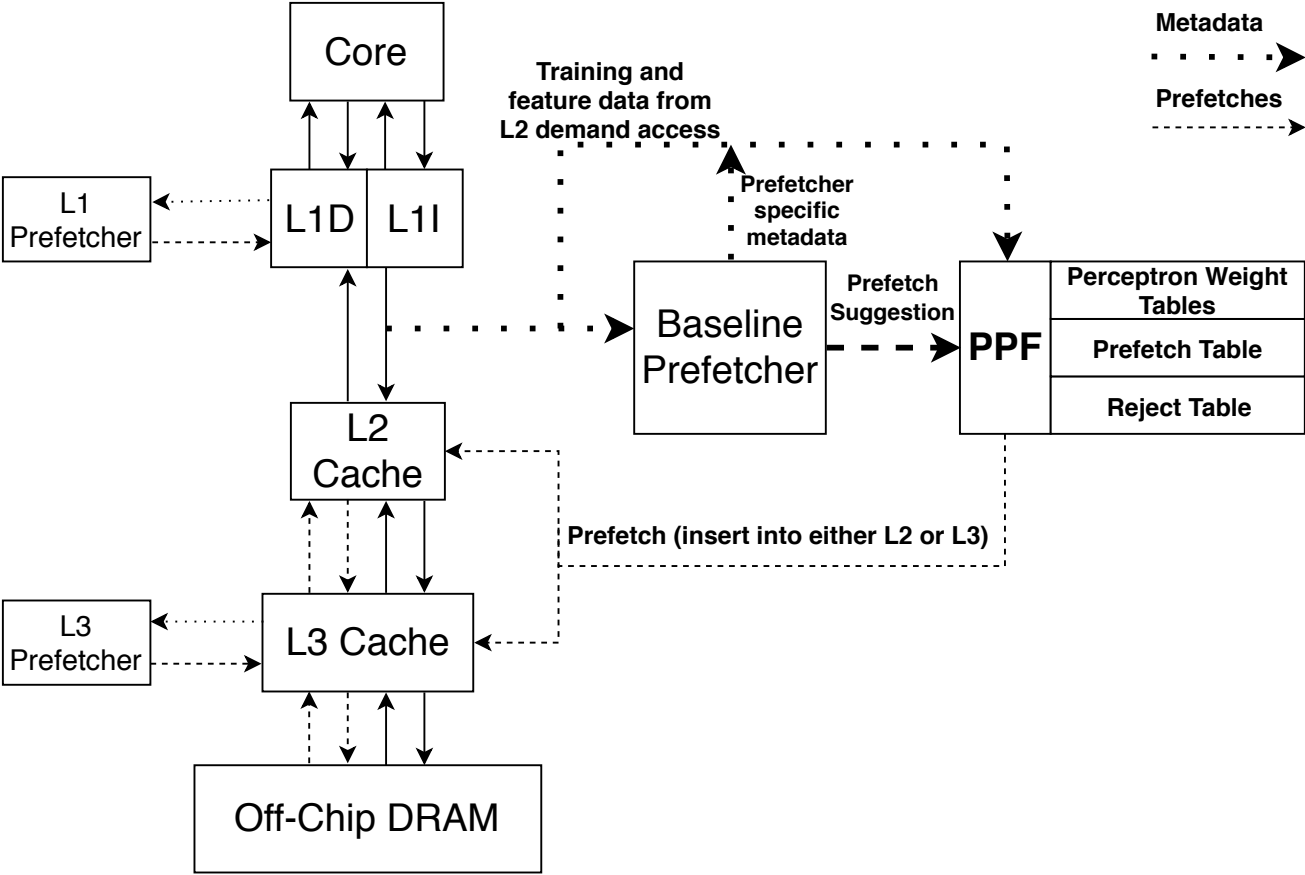 Core
Metadata
Prefetches
Training and
feature data from
L2 demand access
L1
Prefetcher
L1D
L1I
Prefetcher
specific
metadata
Baseline
Prefetcher
Prefetch
Suggestion
PPF
Perceptron Weight
Tables
Prefetch Table
Reject Table
L2
Cache
Prefetch (insert into either L2 or L3)
L3
Prefetcher
L3 Cache
Off-Chip DRAM